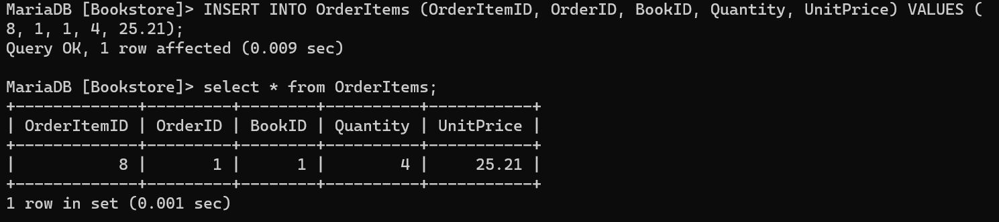 MariaDB [Bookstore]> INSERT INTO OrderItems (OrderItemID, OrderID, BookID, Quantity, UnitPrice) VALUES (
8, 1, 1, 4, 25.21);
Query OK, 1 row affected (0.009 sec)
MariaDB [Bookstore]> select * from OrderItems;
+-------------+---------+--------+----------+-----------+
| OrderItemID | OrderID | BookID | Quantity | UnitPrice |
+-------------+---------+--------+----------+-----------+
|           8 |       1 |      1 |        4 |     25.21 |
+-------------+---------+--------+----------+-----------+
1 row in set (0.001 sec)